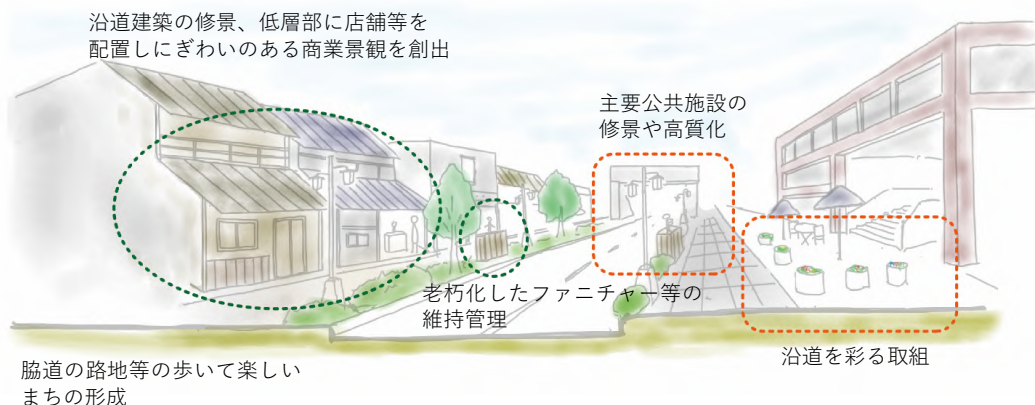 沿道建築の修景、低層部に店舗等を
配置しにぎわいのある商業景観を創出
主要公共施設の
修景や高質化
老朽化したファニチャー等の
維持管理
沿道を彩る取組
脇道の路地等の歩いて楽しい
まちの形成